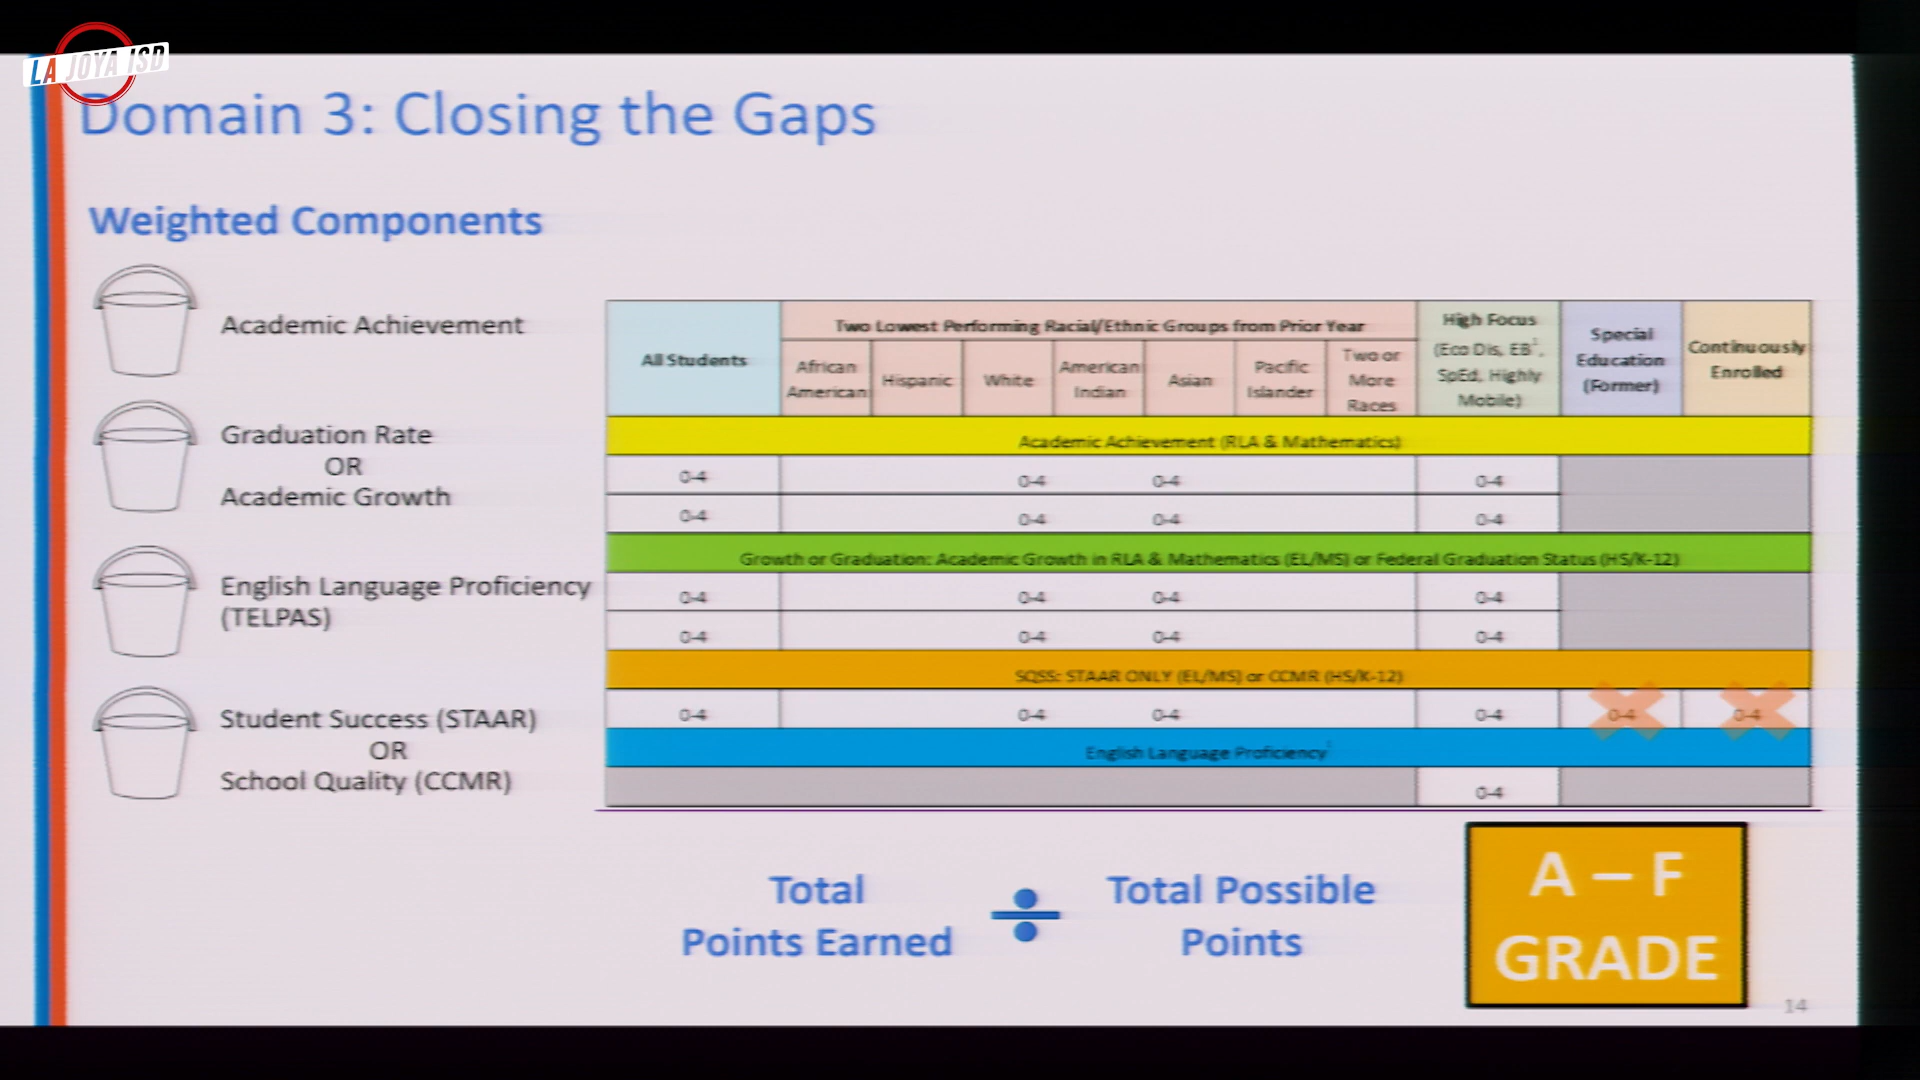 LA JOYA ISD
Domain 3: Closing the Gaps
Weighted Components
Academic Achievement
Graduation Rate
OR
Academic Growth
English Language Proficiency
(TELPAS)
Student Success (STAAR)
OR
School Quality (CCMR)
All Students
Two Lowest Performing Racial/Ethnic Groups from Prior Year
African
American
Hispanic
White
American
Indian
Asian
Pacific
Islander
Two or
More
Races
High Focus
(Eco Dis, EB¹,
SpEd, Highly
Mobile)
Special
Education
(Former)
Continuously
Enrolled
Academic Achievement (RLA & Mathematics)
0-4 0-4 0-4 0-4
0-4 0-4 0-4 0-4
Growth or Graduation: Academic Growth in RLA & Mathematics (EL/MS) or Federal Graduation Status (HS/K-12)
0-4 0-4 0-4 0-4
0-4 0-4 0-4 0-4
SQSS: STAAR ONLY (EL/MS) or CCMR (HS/K-12)
0-4 0-4 0-4 0-4 0-4 0-4
English Language Proficiency¹
0-4
Total
Points Earned
÷
Total Possible
Points
A – F
GRADE
14